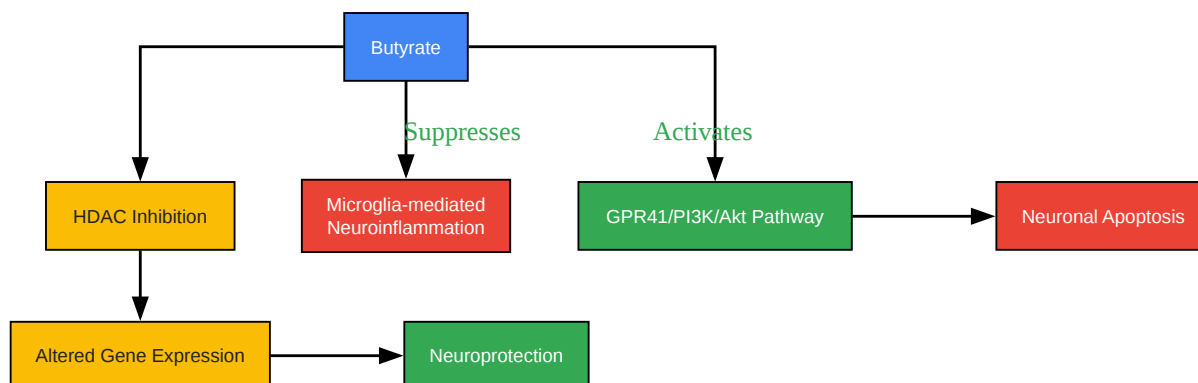 Butyrate
Suppresses
Activates
HDAC Inhibition
Microglia-mediated
Neuroinflammation
GPR41/PI3K/Akt Pathway
Neuronal Apoptosis
Altered Gene Expression
Neuroprotection